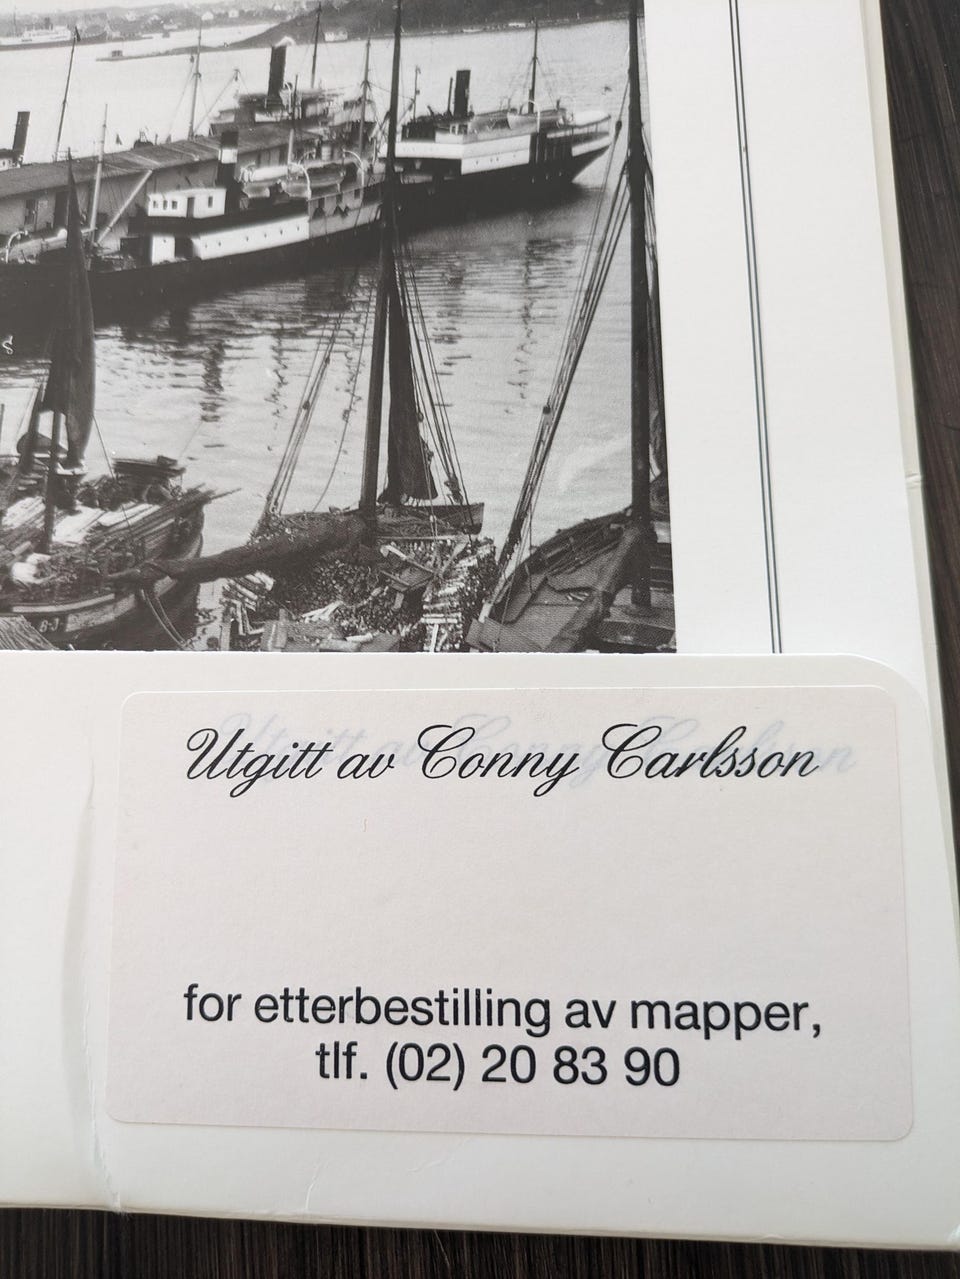 Utgitt av Conny Carlsson
for etterbestilling av mapper,
tlf. (02) 20 83 90